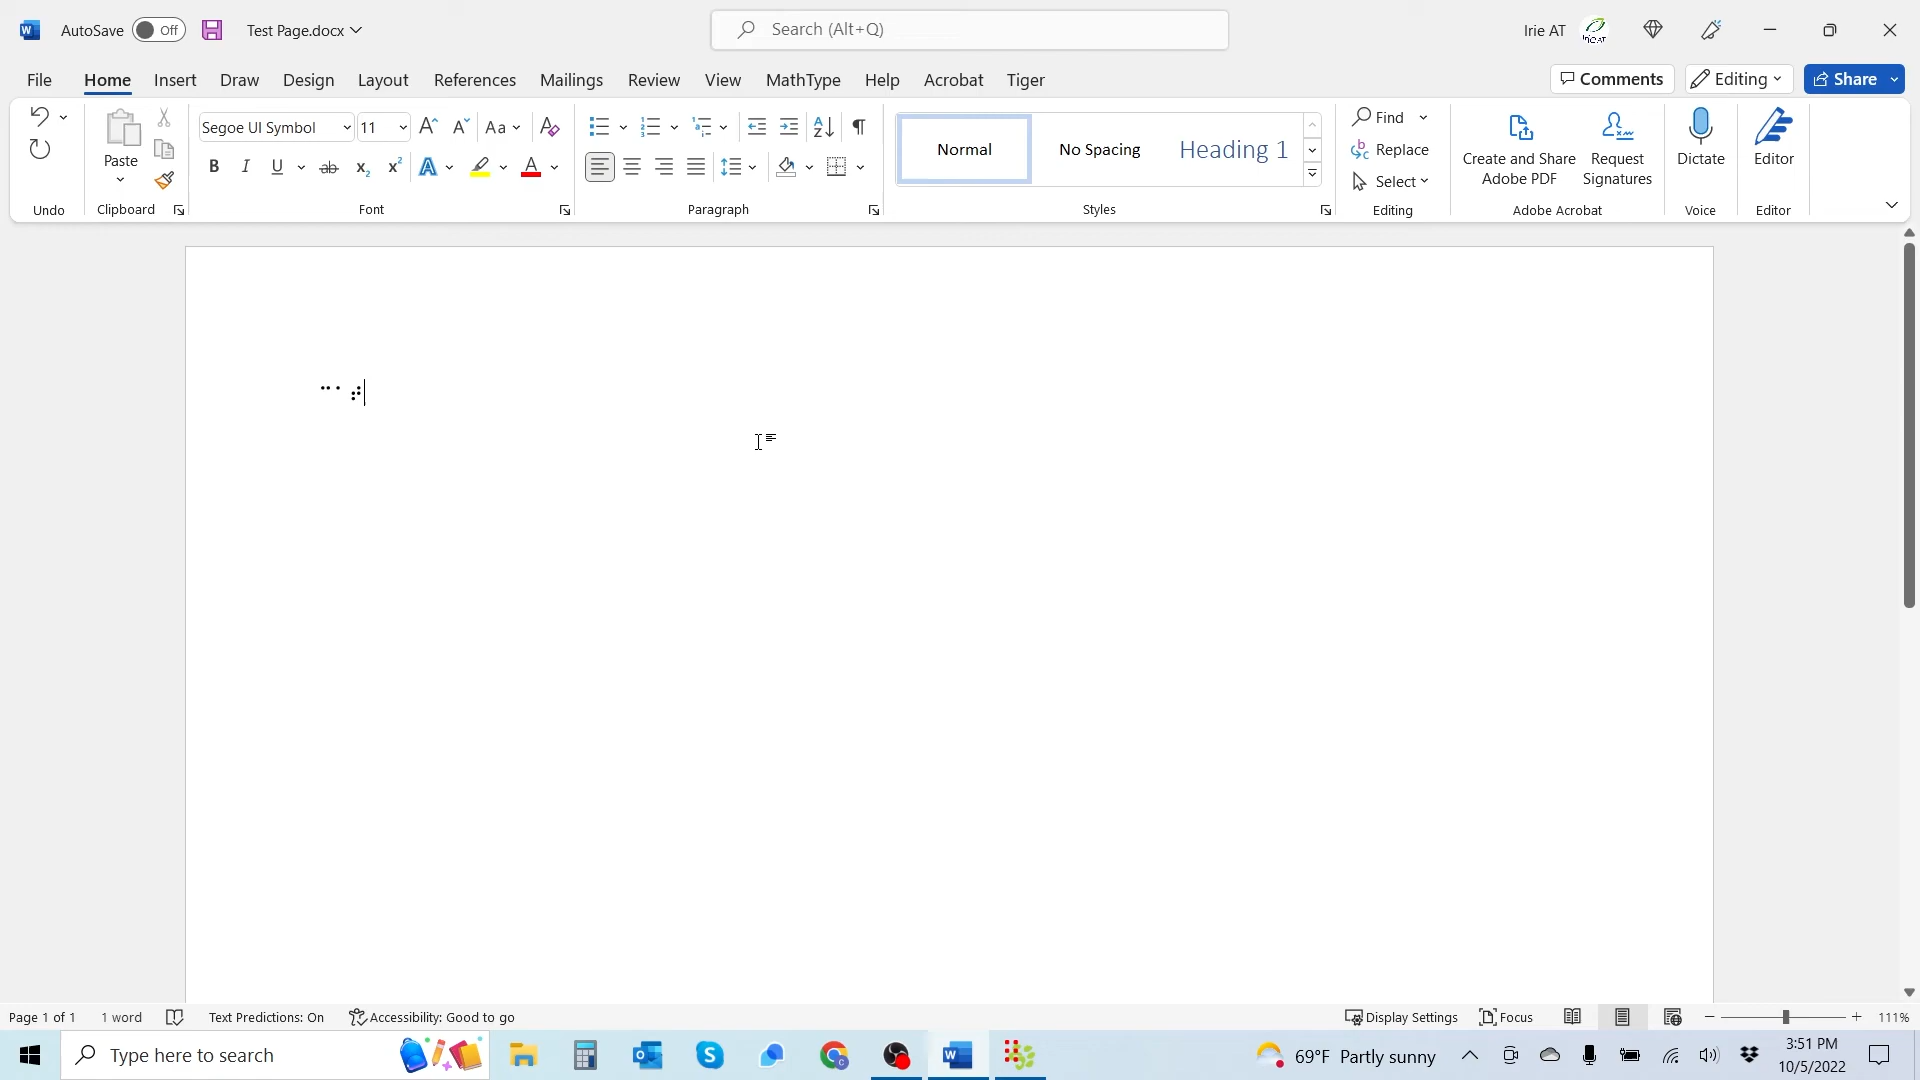 AutoSave Off Test Page.docx Search (Alt+Q) Irie AT
File Home Insert Draw Design Layout References Mailings Review View MathType Help Acrobat Tiger Comments Editing Share
Segoe UI Symbol 11 Aa
Paste
B I U ab x₂ x² A A
Normal No Spacing Heading 1
Find
Replace
Select
Create and Share Adobe PDF
Request Signatures
Dictate
Editor
Undo Clipboard Font Paragraph Styles Editing Adobe Acrobat Voice Editor
Page 1 of 1 1 word Text Predictions: On Accessibility: Good to go Display Settings Focus 111%
Type here to search 69°F Partly sunny 3:51 PM
10/5/2022